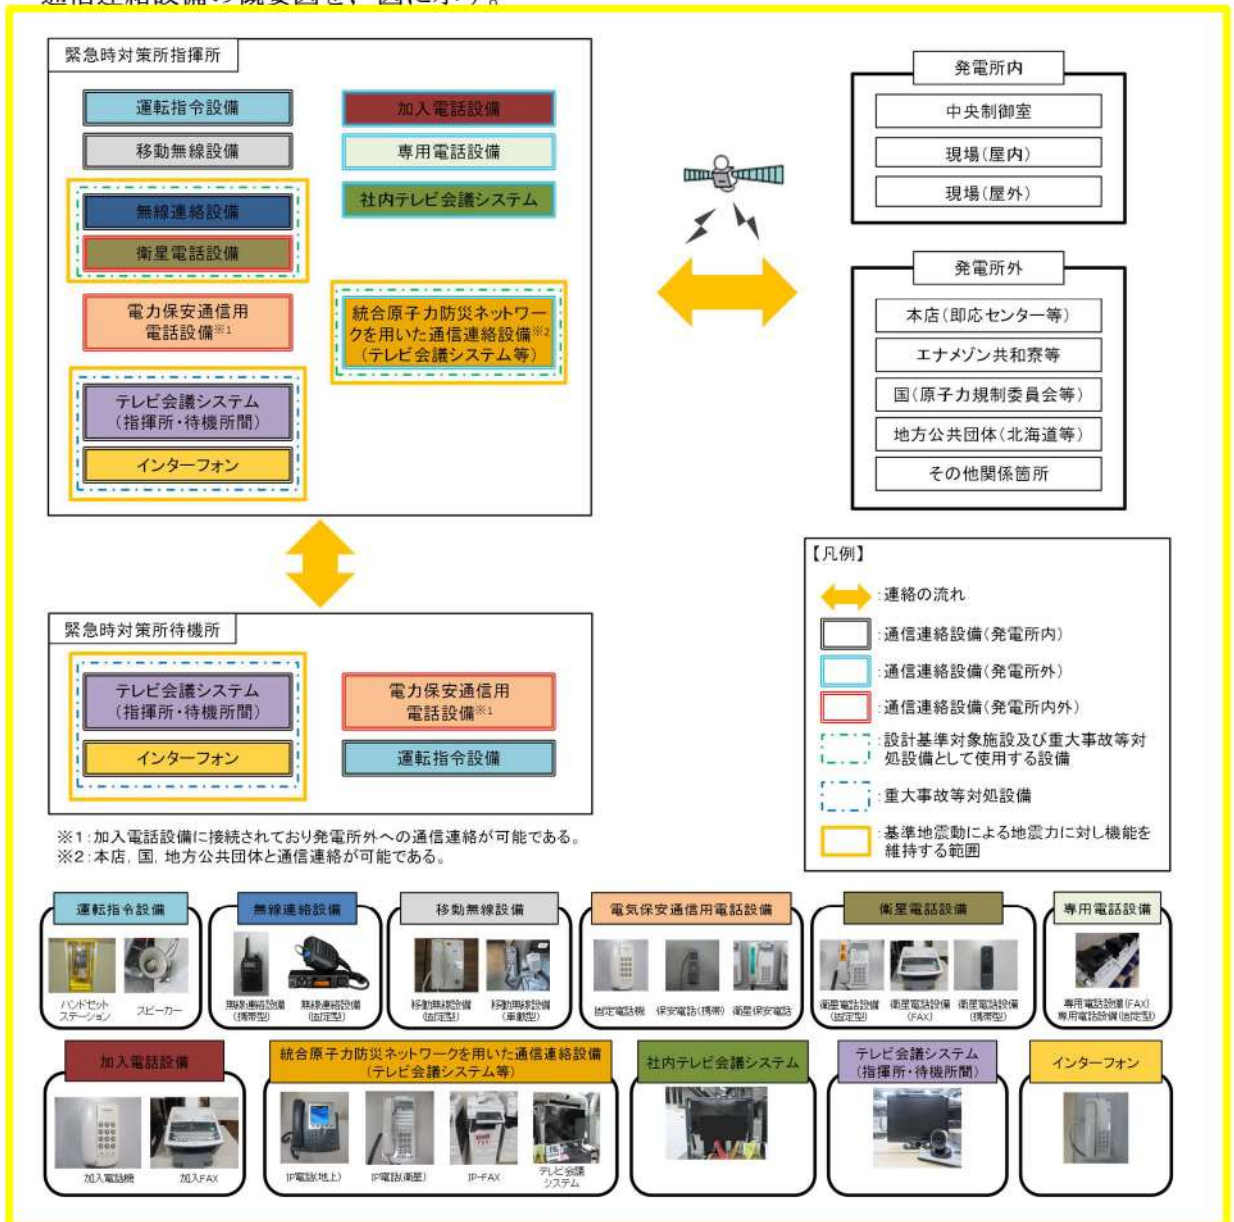 通信連絡設備の概要図を，図に示す。
緊急時対策所指揮所
運転指令設備
移動無線設備
無線連絡設備
衛星電話設備
電力保安通信用
電話設備※1
テレビ会議システム
(指揮所・待機所間)
インターフォン
加入電話設備
専用電話設備
社内テレビ会議システム
統合原子力防災ネットワー
クを用いた通信連絡設備※2
(テレビ会議システム等)
発電所内
中央制御室
現場(屋内)
現場(屋外)
発電所外
本店(即応センター等)
エナメゾン共和寮等
国(原子力規制委員会等)
地方公共団体(北海道等)
その他関係箇所
緊急時対策所待機所
テレビ会議システム
(指揮所・待機所間)
インターフォン
電力保安通信用
電話設備※1
運転指令設備
【凡例】
:連絡の流れ
:通信連絡設備(発電所内)
:通信連絡設備(発電所外)
:通信連絡設備(発電所内外)
:設計基準対象施設及び重大事故等対
処設備として使用する設備
:重大事故等対処設備
:基準地震動による地震力に対し機能を
維持する範囲
※1:加入電話設備に接続されており発電所外への通信連絡が可能である。
※2:本店，国，地方公共団体と通信連絡が可能である。
運転指令設備
ハンドセット
ステーション
スピーカー
無線連絡設備
無線連絡設備
(携帯型)
無線連絡設備
(固定型)
移動無線設備
移動無線設備
(固定型)
移動無線設備
(車動型)
電気保安通信用電話設備
固定電話機
保安電話(携帯)
衛星保安電話
衛星電話設備
衛星電話設備
(固定型)
衛星電話設備
(FAX)
衛星電話設備
(携帯型)
専用電話設備
専用電話設備(FAX)
専用電話設備(固定型)
加入電話設備
加入電話機
加入FAX
統合原子力防災ネットワークを用いた通信連絡設備
(テレビ会議システム等)
IP電話(地上)
IP電話(衛星)
IP-FAX
テレビ会議
システム
社内テレビ会議システム
テレビ会議システム
(指揮所・待機所間)
インターフォン